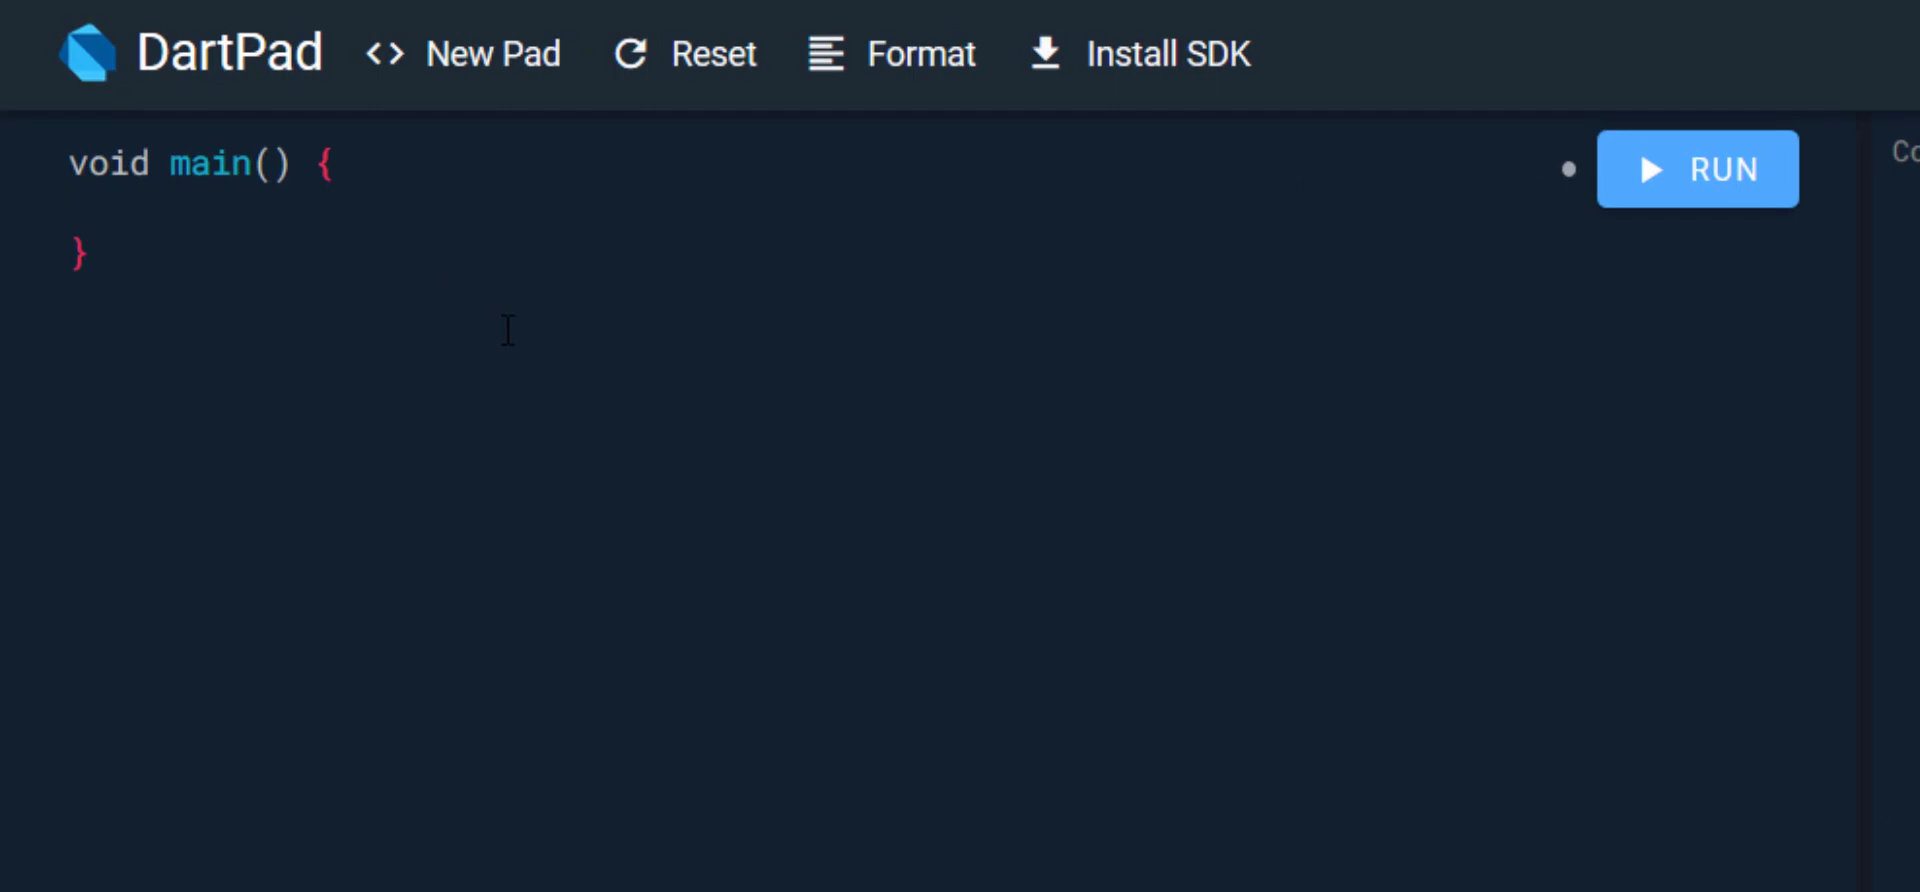 DartPad <> New Pad Reset Format Install SDK
void main() {
RUN
}